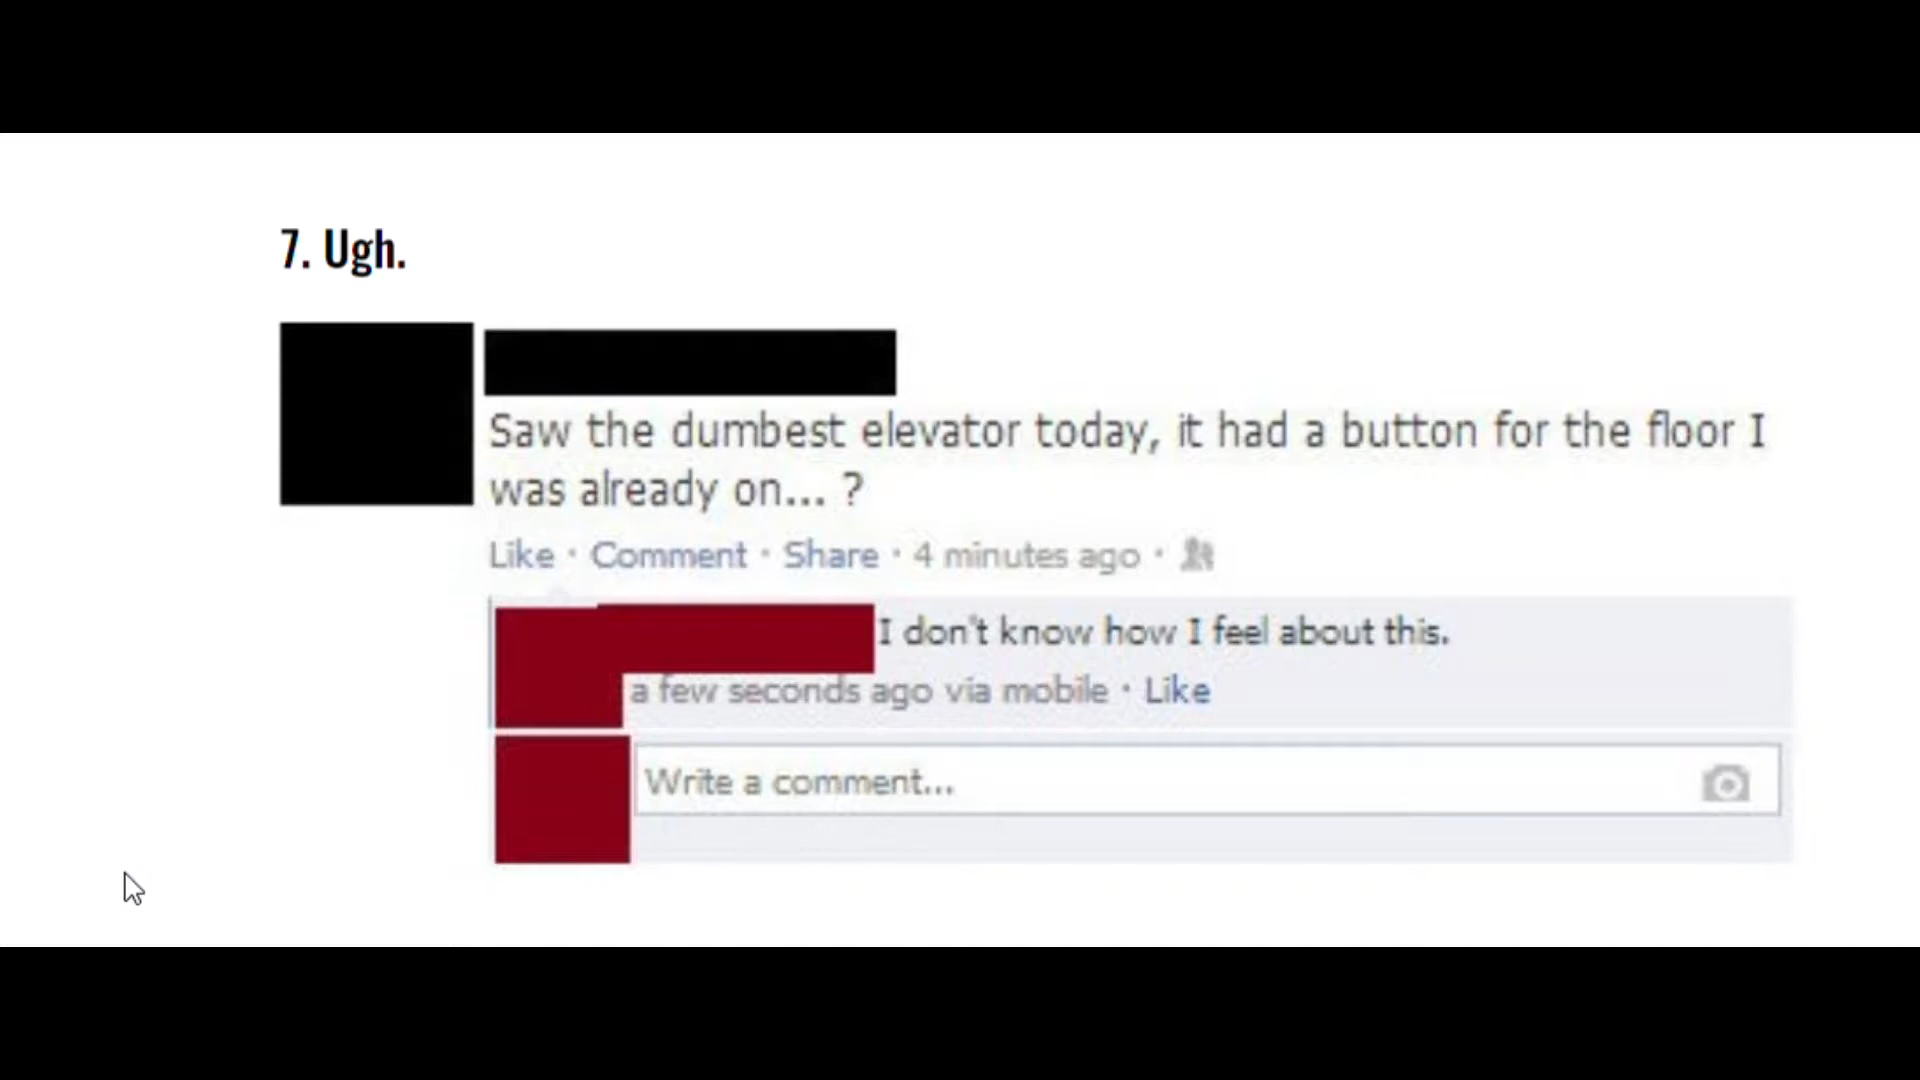 7. Ugh.
Saw the dumbest elevator today, it had a button for the floor I
was already on... ?
Like · Comment · Share · 4 minutes ago ·
I don't know how I feel about this.
a few seconds ago via mobile · Like
Write a comment...